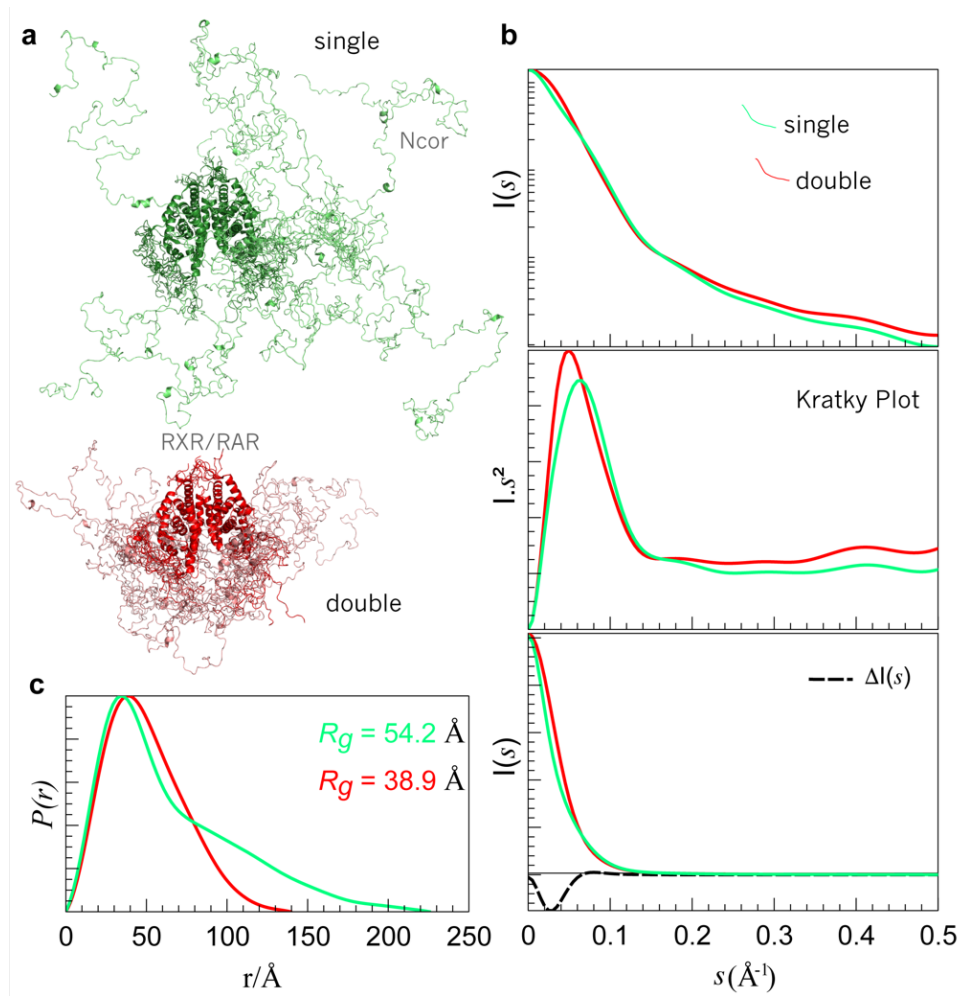 a
single
Ncor
RXR/RAR
double
b
I(s)
single
double
I.s²
Kratky Plot
I(s)
ΔI(s)
0
0.1
0.2
0.3
0.4
0.5
s(Å⁻¹)
c
P(r)
Rg = 54.2 Å
Rg = 38.9 Å
0
50
100
150
200
250
r/Å